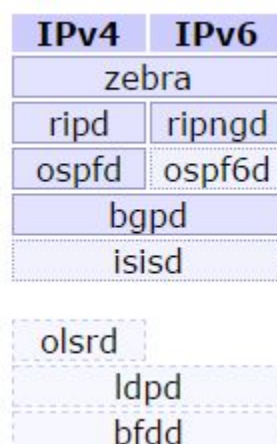 IPv4 IPv6
zebra
ripd ripngd
ospfd ospf6d
bgpd
isisd
olsrd
ldpd
bfdd